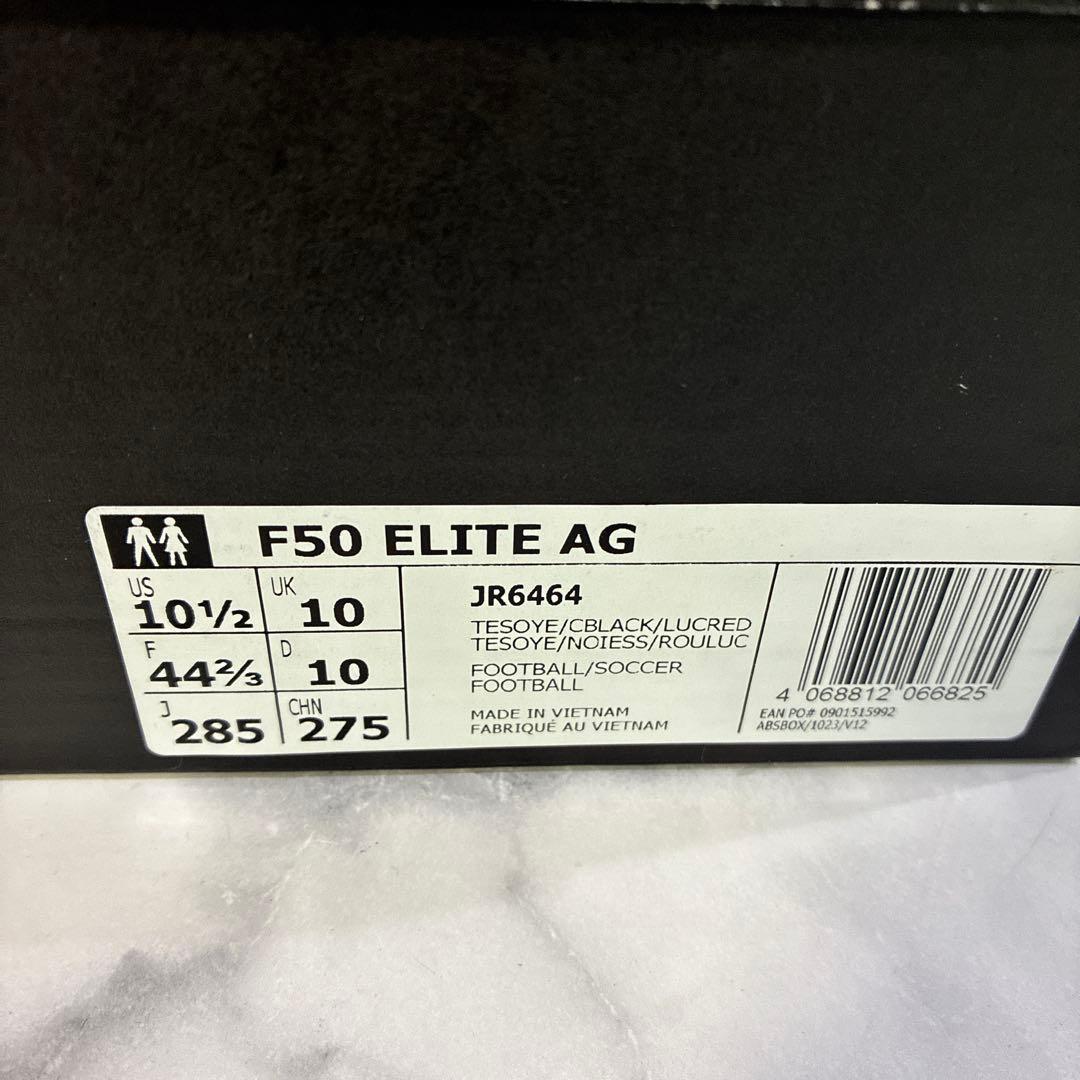 F50 ELITE AG
US
10½
UK
10
F
44⅔
D
10
J
285
CHN
275
JR6464
TESOYE/CBLACK/LUCRED
TESOYE/NOIESS/ROULUC
FOOTBALL/SOCCER
FOOTBALL
MADE IN VIETNAM
FABRIQUÉ AU VIETNAM
4 068812 066825
EAN PO# 0901515992
ABSBOX/1023/V12